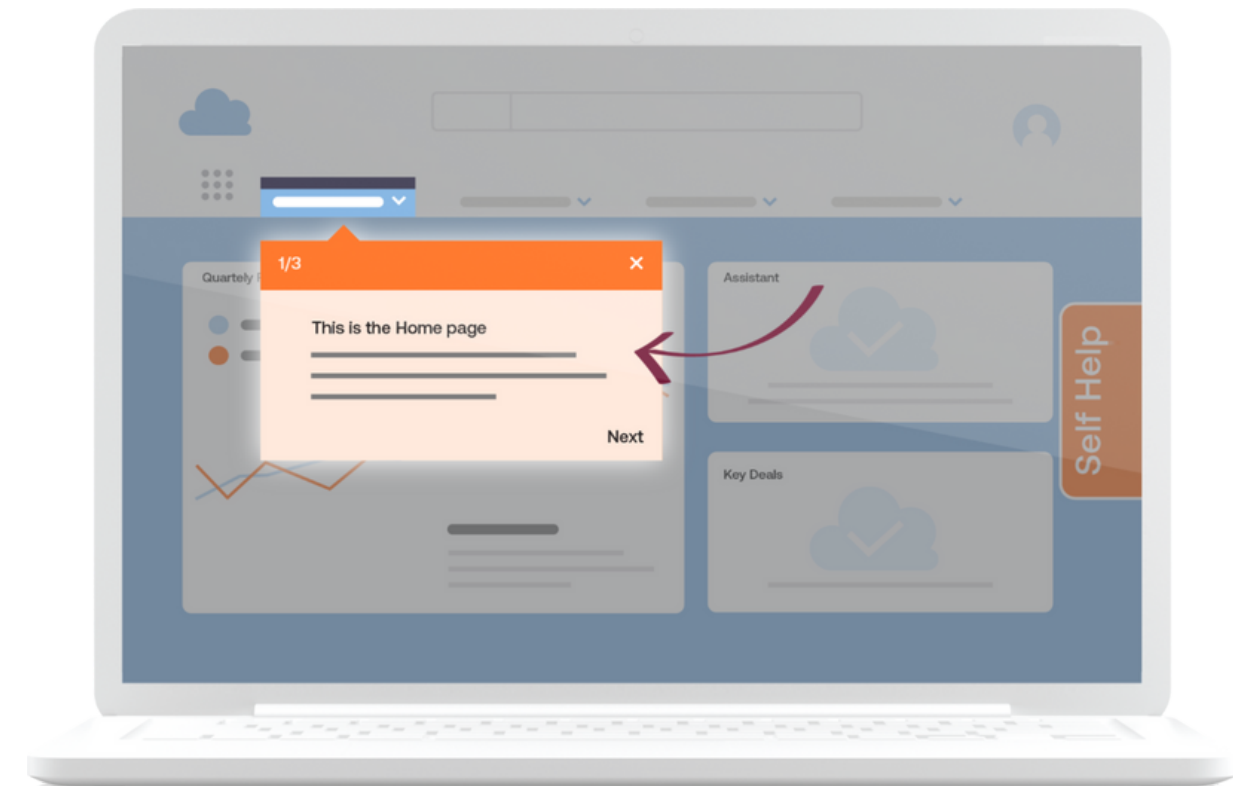 1/3
Quartely
Assistant
This is the Home page
Self Help
Next
Key Deals